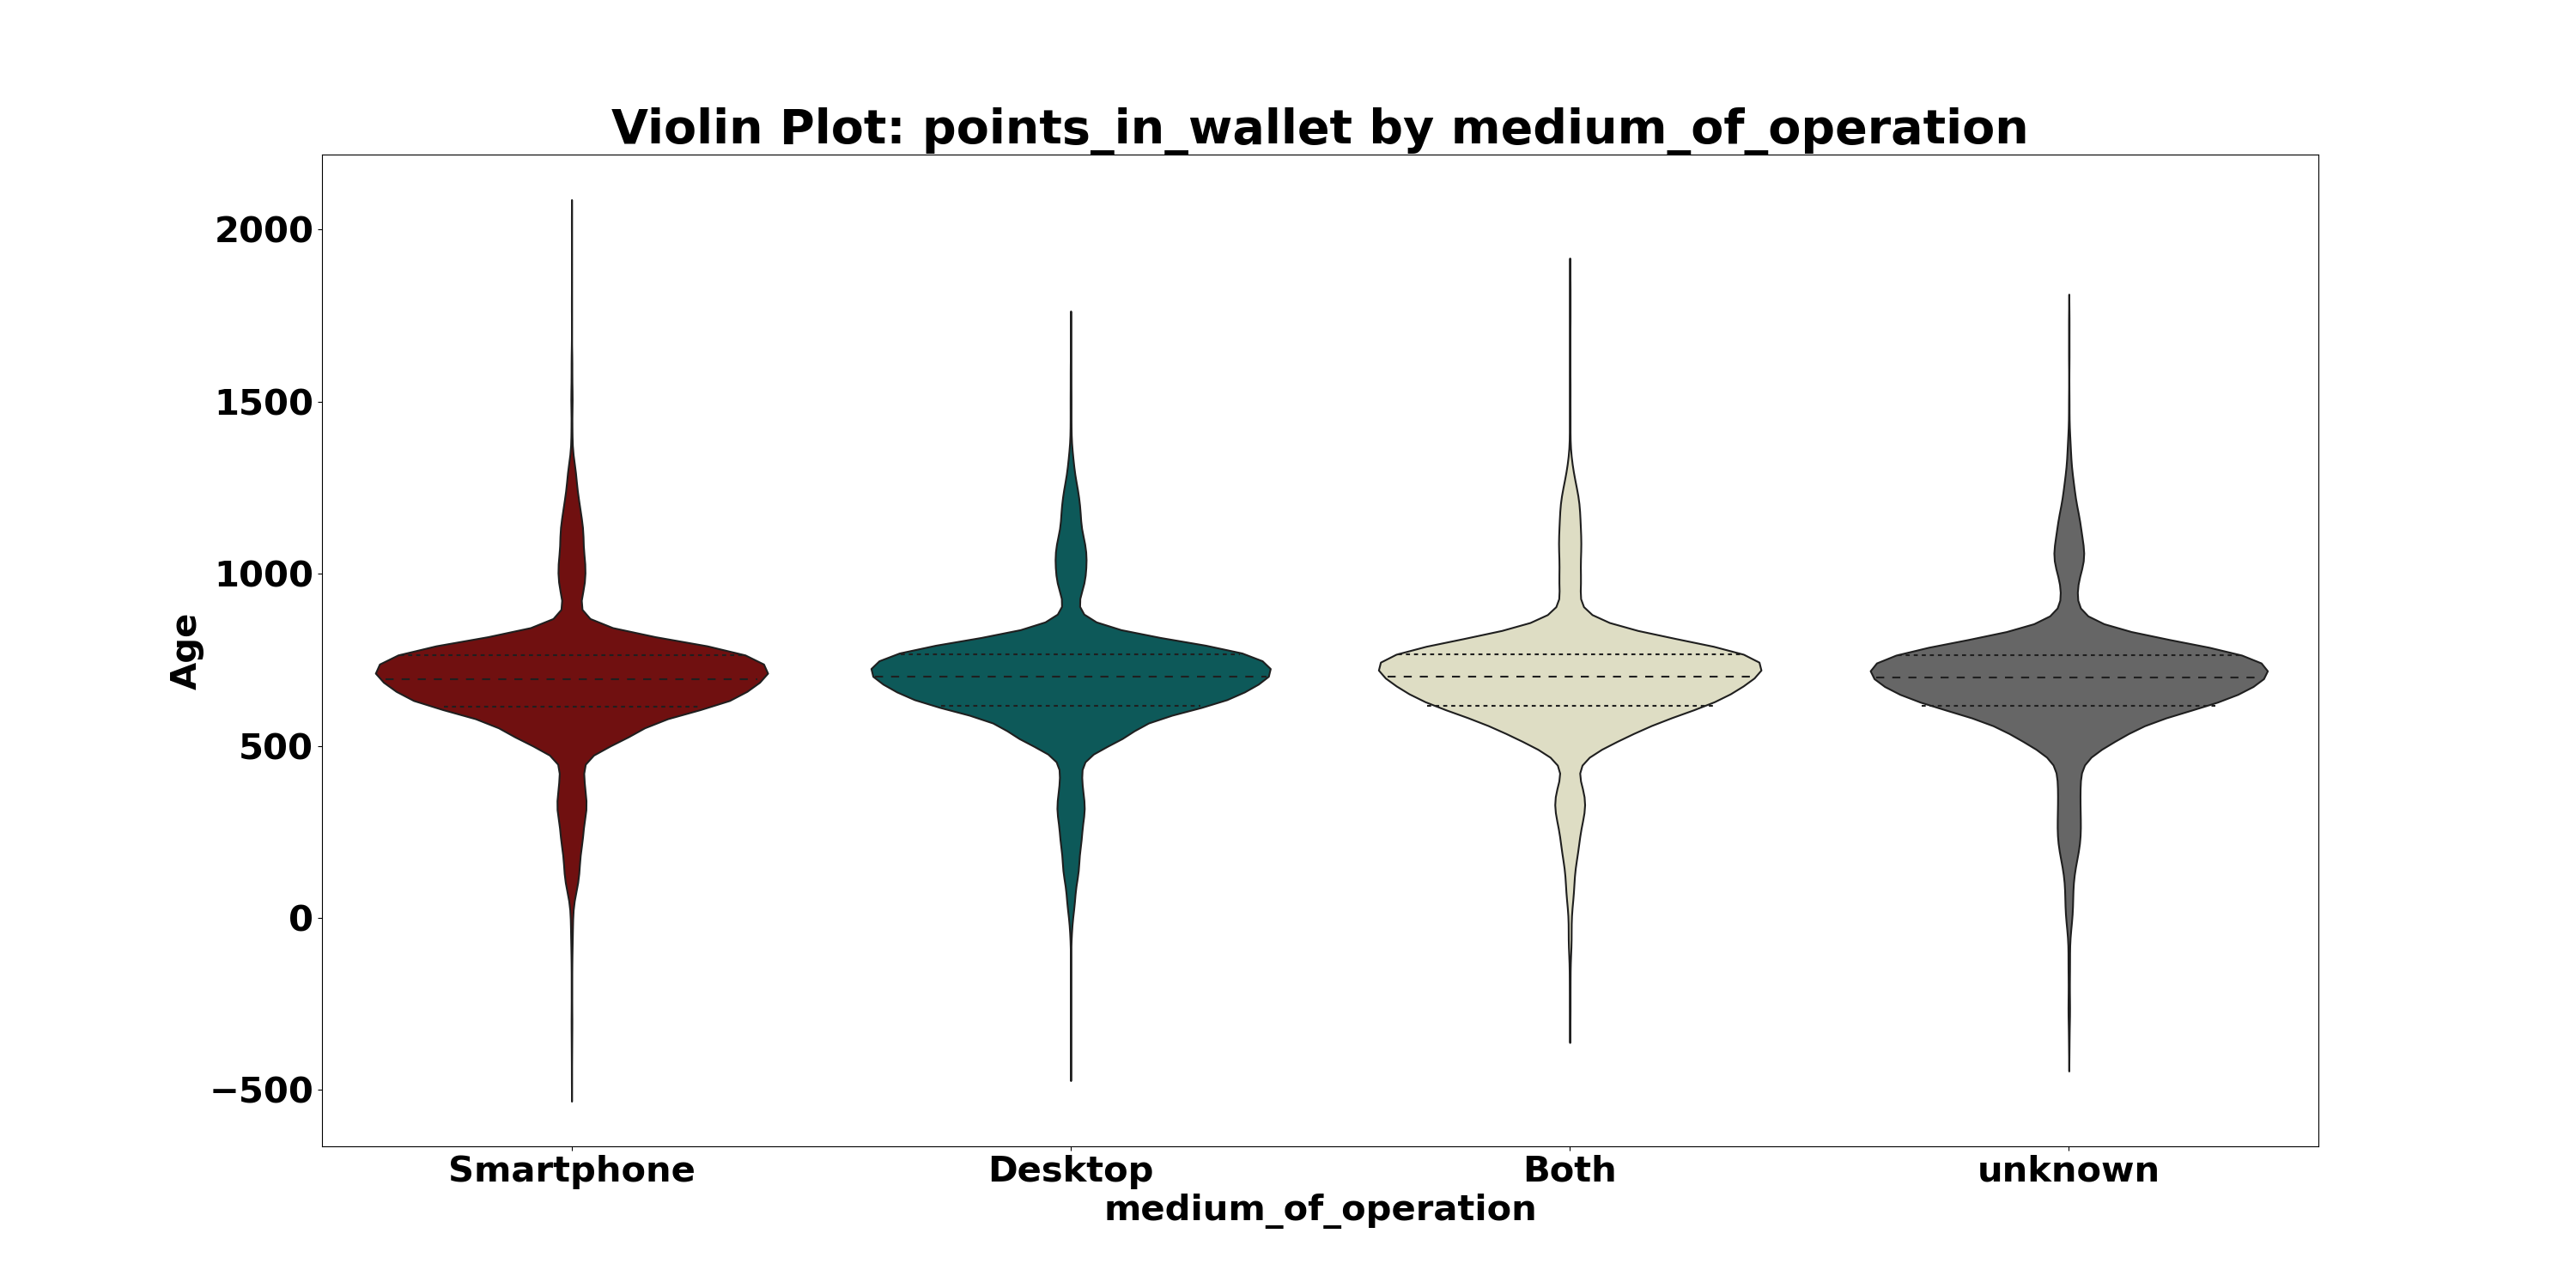 Violin Plot: points_in_wallet by medium_of_operation
2000
1500
1000
500
0
−500
Age
Smartphone Desktop Both unknown
medium_of_operation